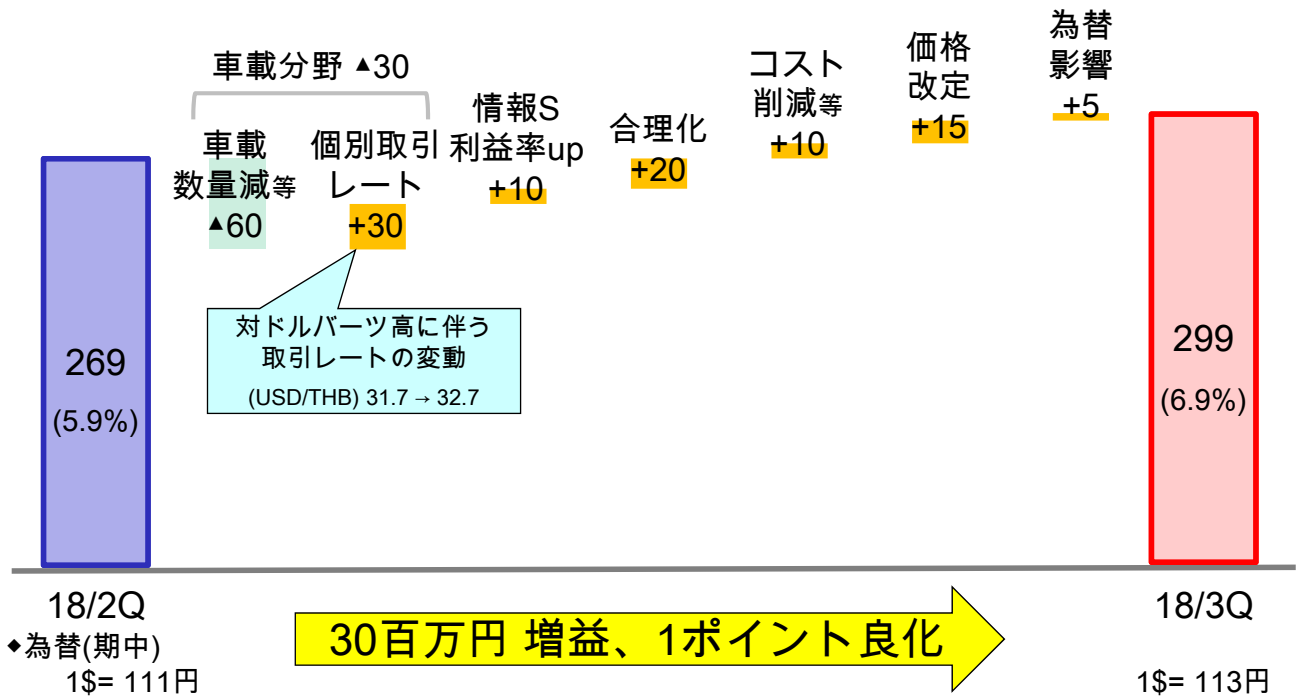 車載分野 ▲30
車載
数量減等
▲60
個別取引
レート
+30
情報S
利益率up
+10
合理化
+20
コスト
削減等
+10
価格
改定
+15
為替
影響
+5
対ドルバーツ高に伴う
取引レートの変動
(USD/THB) 31.7 → 32.7
269
(5.9%)
299
(6.9%)
18/2Q
18/3Q
◆為替(期中)
1$= 111円
30百万円 増益、1ポイント良化
1$= 113円